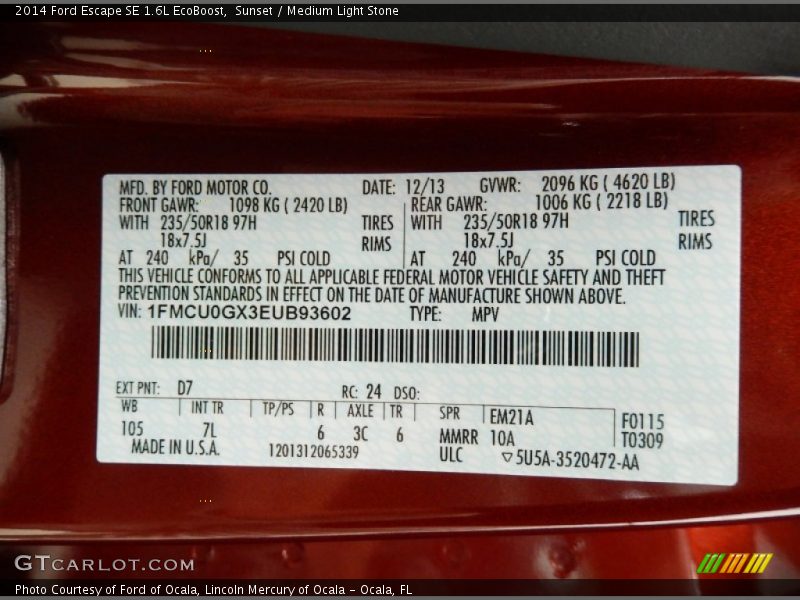 2014 Ford Escape SE 1.6L EcoBoost,  Sunset / Medium Light Stone
MFD. BY FORD MOTOR CO. DATE: 12/13 GVWR: 2096 KG ( 4620 LB)
FRONT GAWR: 1098 KG ( 2420 LB) REAR GAWR: 1006 KG ( 2218 LB)
WITH 235/50R18 97H TIRES WITH 235/50R18 97H TIRES
18x7.5J RIMS 18x7.5J RIMS
AT 240 kPa/ 35 PSI COLD AT 240 kPa/ 35 PSI COLD
THIS VEHICLE CONFORMS TO ALL APPLICABLE FEDERAL MOTOR VEHICLE SAFETY AND THEFT
PREVENTION STANDARDS IN EFFECT ON THE DATE OF MANUFACTURE SHOWN ABOVE.
VIN: 1FMCU0GX3EUB93602 TYPE: MPV
EXT PNT: D7 RC: 24 DSO:
WB INT TR TP/PS R AXLE TR SPR EM21A F0115
105 7L 6 3C 6 MMRR 10A T0309
MADE IN U.S.A. 1201312065339 ULC ▽5U5A-3520472-AA
GTCARLOT.COM
Photo Courtesy of Ford of Ocala, Lincoln Mercury of Ocala – Ocala, FL